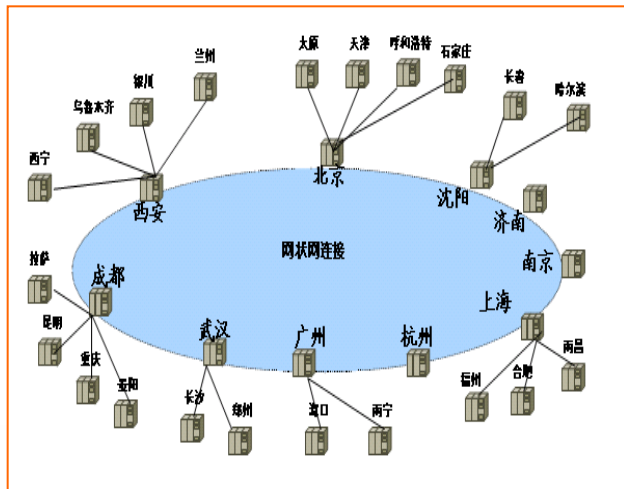 太原
天津
呼和浩特
石家庄
兰州
银川
乌鲁木齐
西宁
长春
哈尔滨
北京
西安
沈阳
济南
网状网连接
南京
拉萨
成都
上海
昆明
武汉
广州
杭州
重庆
贵阳
南昌
合肥
福州
长沙
郑州
海口
南宁